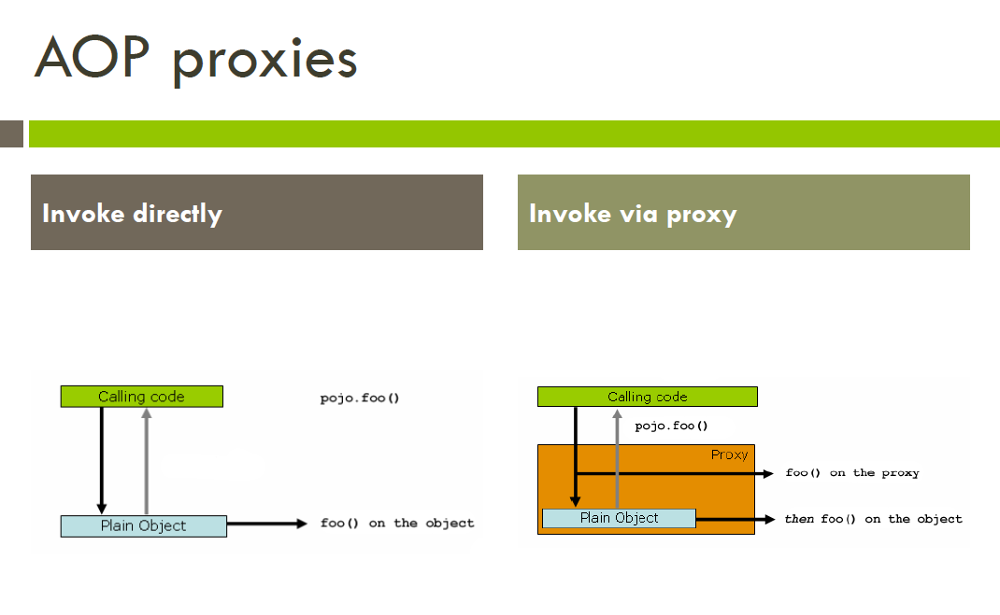 AOP proxies
Invoke directly
Invoke via proxy
Calling code
pojo.foo()
Plain Object
foo() on the object
Calling code
pojo.foo()
Proxy
foo() on the proxy
Plain Object
then foo() on the object